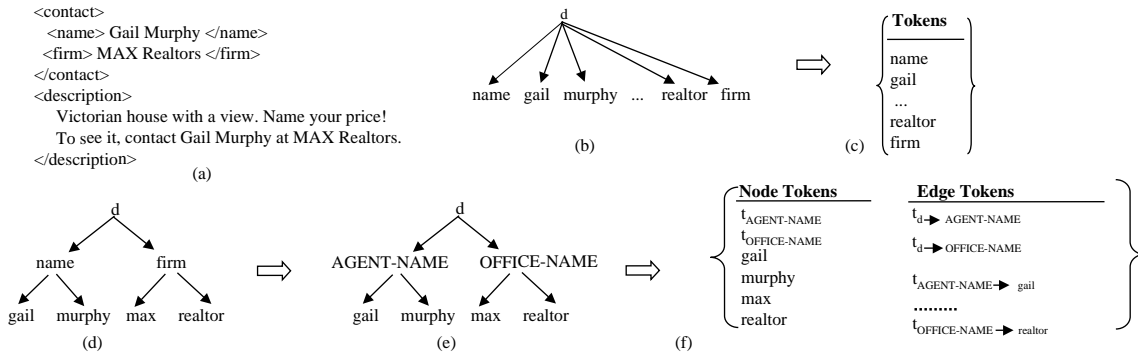 <contact>
<name> Gail Murphy </name>
<firm> MAX Realtors </firm>
</contact>
<description>
Victorian house with a view. Name your price!
To see it, contact Gail Murphy at MAX Realtors.
</description>
(a)
d
name gail murphy ... realtor firm
(b)
Tokens
name
gail
...
realtor
firm
(c)
d
name firm
gail murphy max realtor
(d)
d
AGENT-NAME OFFICE-NAME
gail murphy max realtor
(e)
Node Tokens
tAGENT-NAME
tOFFICE-NAME
gail
murphy
max
realtor
Edge Tokens
td→ AGENT-NAME
td→ OFFICE-NAME
tAGENT-NAME→ gail
.........
tOFFICE-NAME→ realtor
(f)